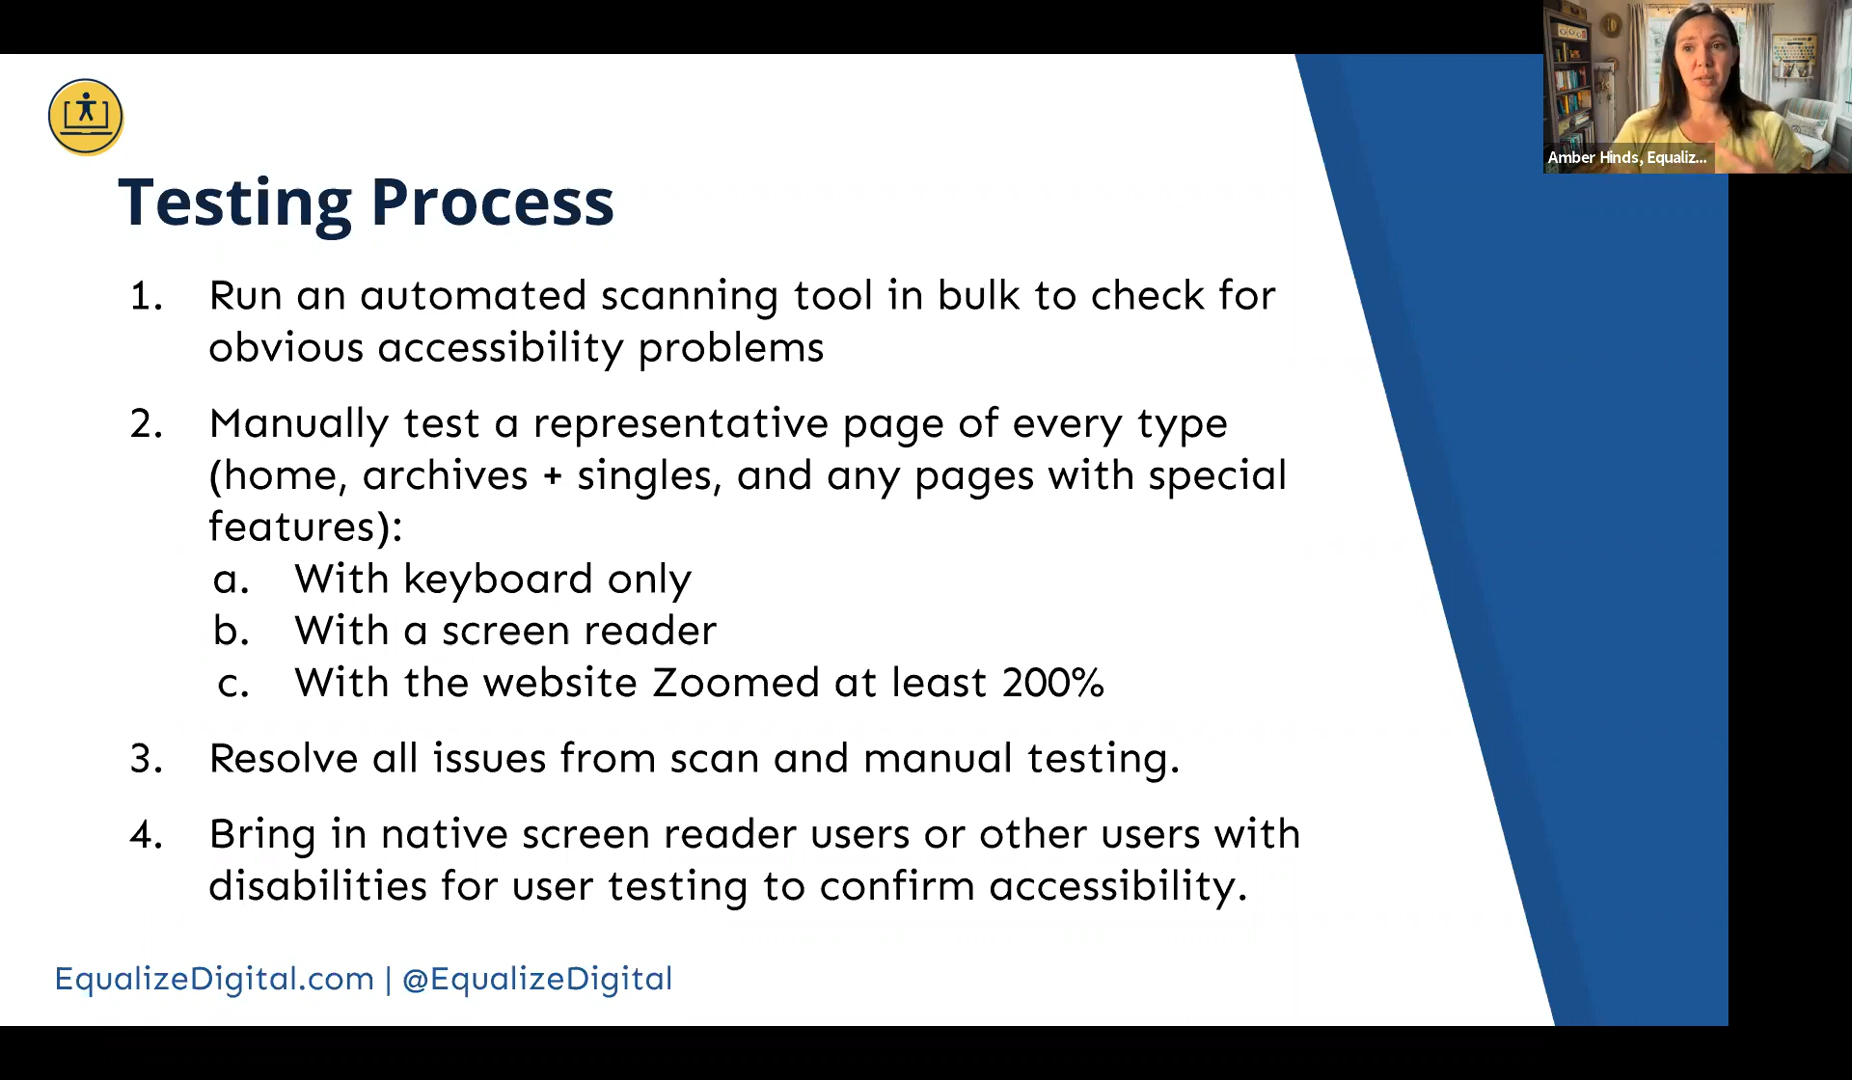 Amber Hinds, Equaliz...
Testing Process
1. Run an automated scanning tool in bulk to check for
obvious accessibility problems
2. Manually test a representative page of every type
(home, archives + singles, and any pages with special
features):
a. With keyboard only
b. With a screen reader
c. With the website Zoomed at least 200%
3. Resolve all issues from scan and manual testing.
4. Bring in native screen reader users or other users with
disabilities for user testing to confirm accessibility.
EqualizeDigital.com | @EqualizeDigital